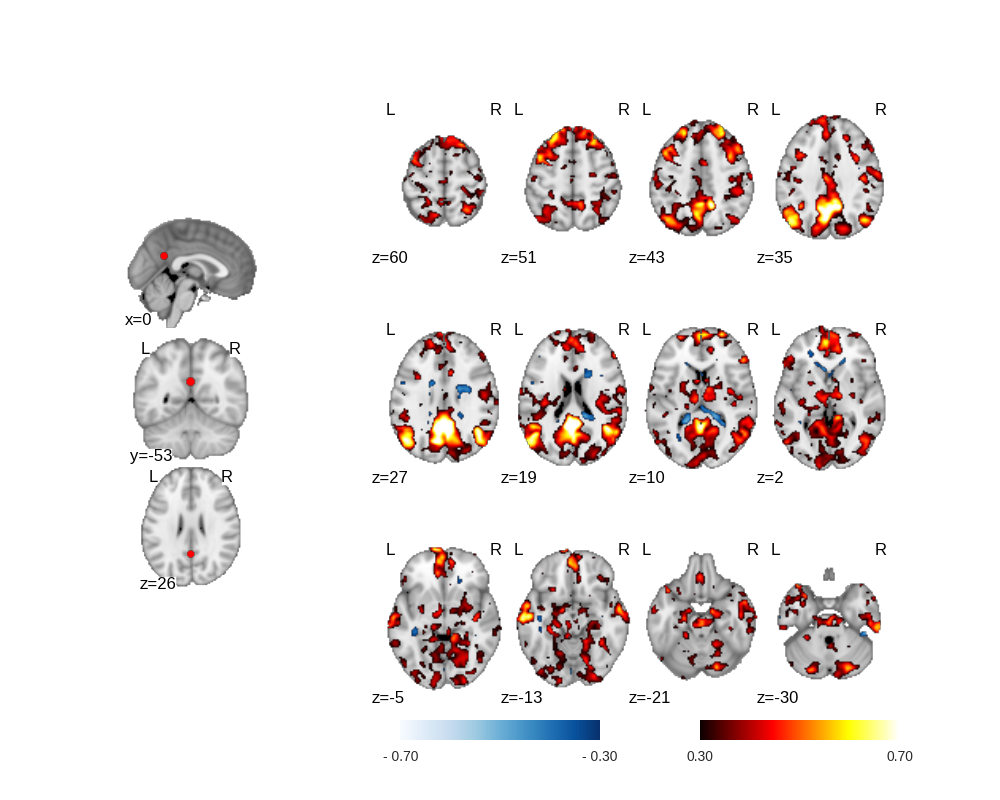 L R L R L R L R
z=60 z=51 z=43 z=35
x=0
L R
y=-53
L R
z=26
L R L R L R L R
z=27 z=19 z=10 z=2
L R L R L R L R
z=-5 z=-13 z=-21 z=-30
- 0.70 - 0.30 0.30 0.70